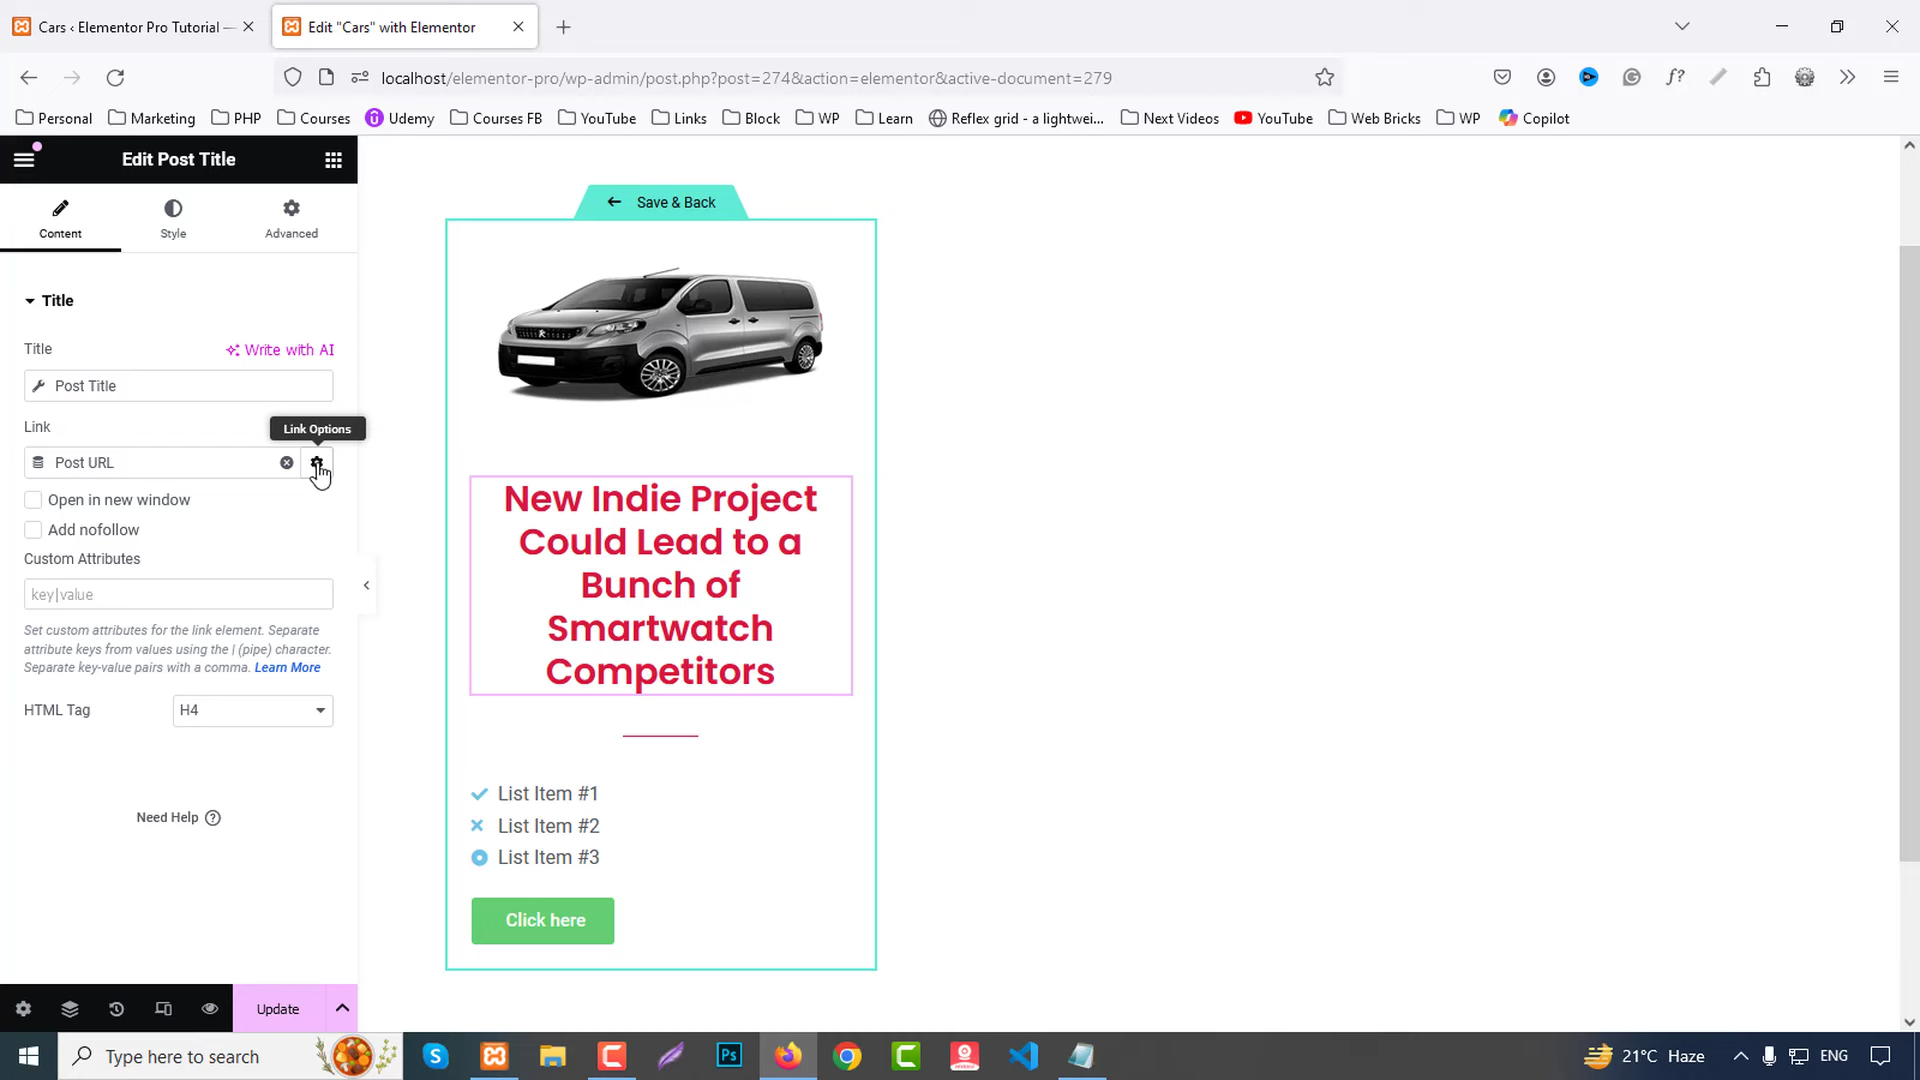 Cars ‹ Elementor Pro Tutorial —
Edit "Cars" with Elementor
localhost/elementor-pro/wp-admin/post.php?post=274&action=elementor&active-document=279
Personal
Marketing
PHP
Courses
Udemy
Courses FB
YouTube
Links
Block
WP
Learn
Reflex grid - a lightwei...
Next Videos
YouTube
Web Bricks
WP
Copilot
Edit Post Title
Content
Style
Advanced
Title
Title
Write with AI
Post Title
Link
Link Options
Post URL
Open in new window
Add nofollow
Custom Attributes
key|value
Set custom attributes for the link element. Separate
attribute keys from values using the | (pipe) character.
Separate key-value pairs with a comma. Learn More
HTML Tag
H4
Need Help
Update
Save & Back
New Indie Project
Could Lead to a
Bunch of
Smartwatch
Competitors
List Item #1
List Item #2
List Item #3
Click here
Type here to search
Ps
21°C Haze
ENG